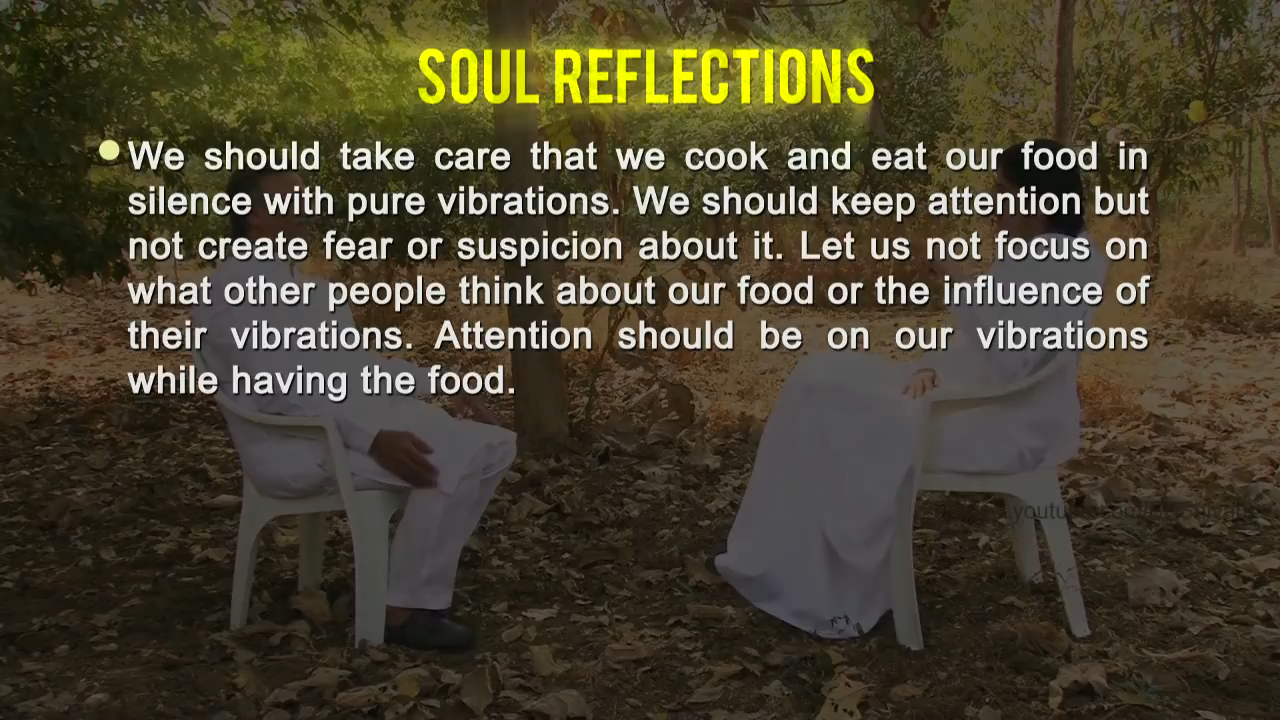 SOUL REFLECTIONS
We should take care that we cook and eat our food in
silence with pure vibrations. We should keep attention but
not create fear or suspicion about it. Let us not focus on
what other people think about our food or the influence of
their vibrations. Attention should be on our vibrations
while having the food.